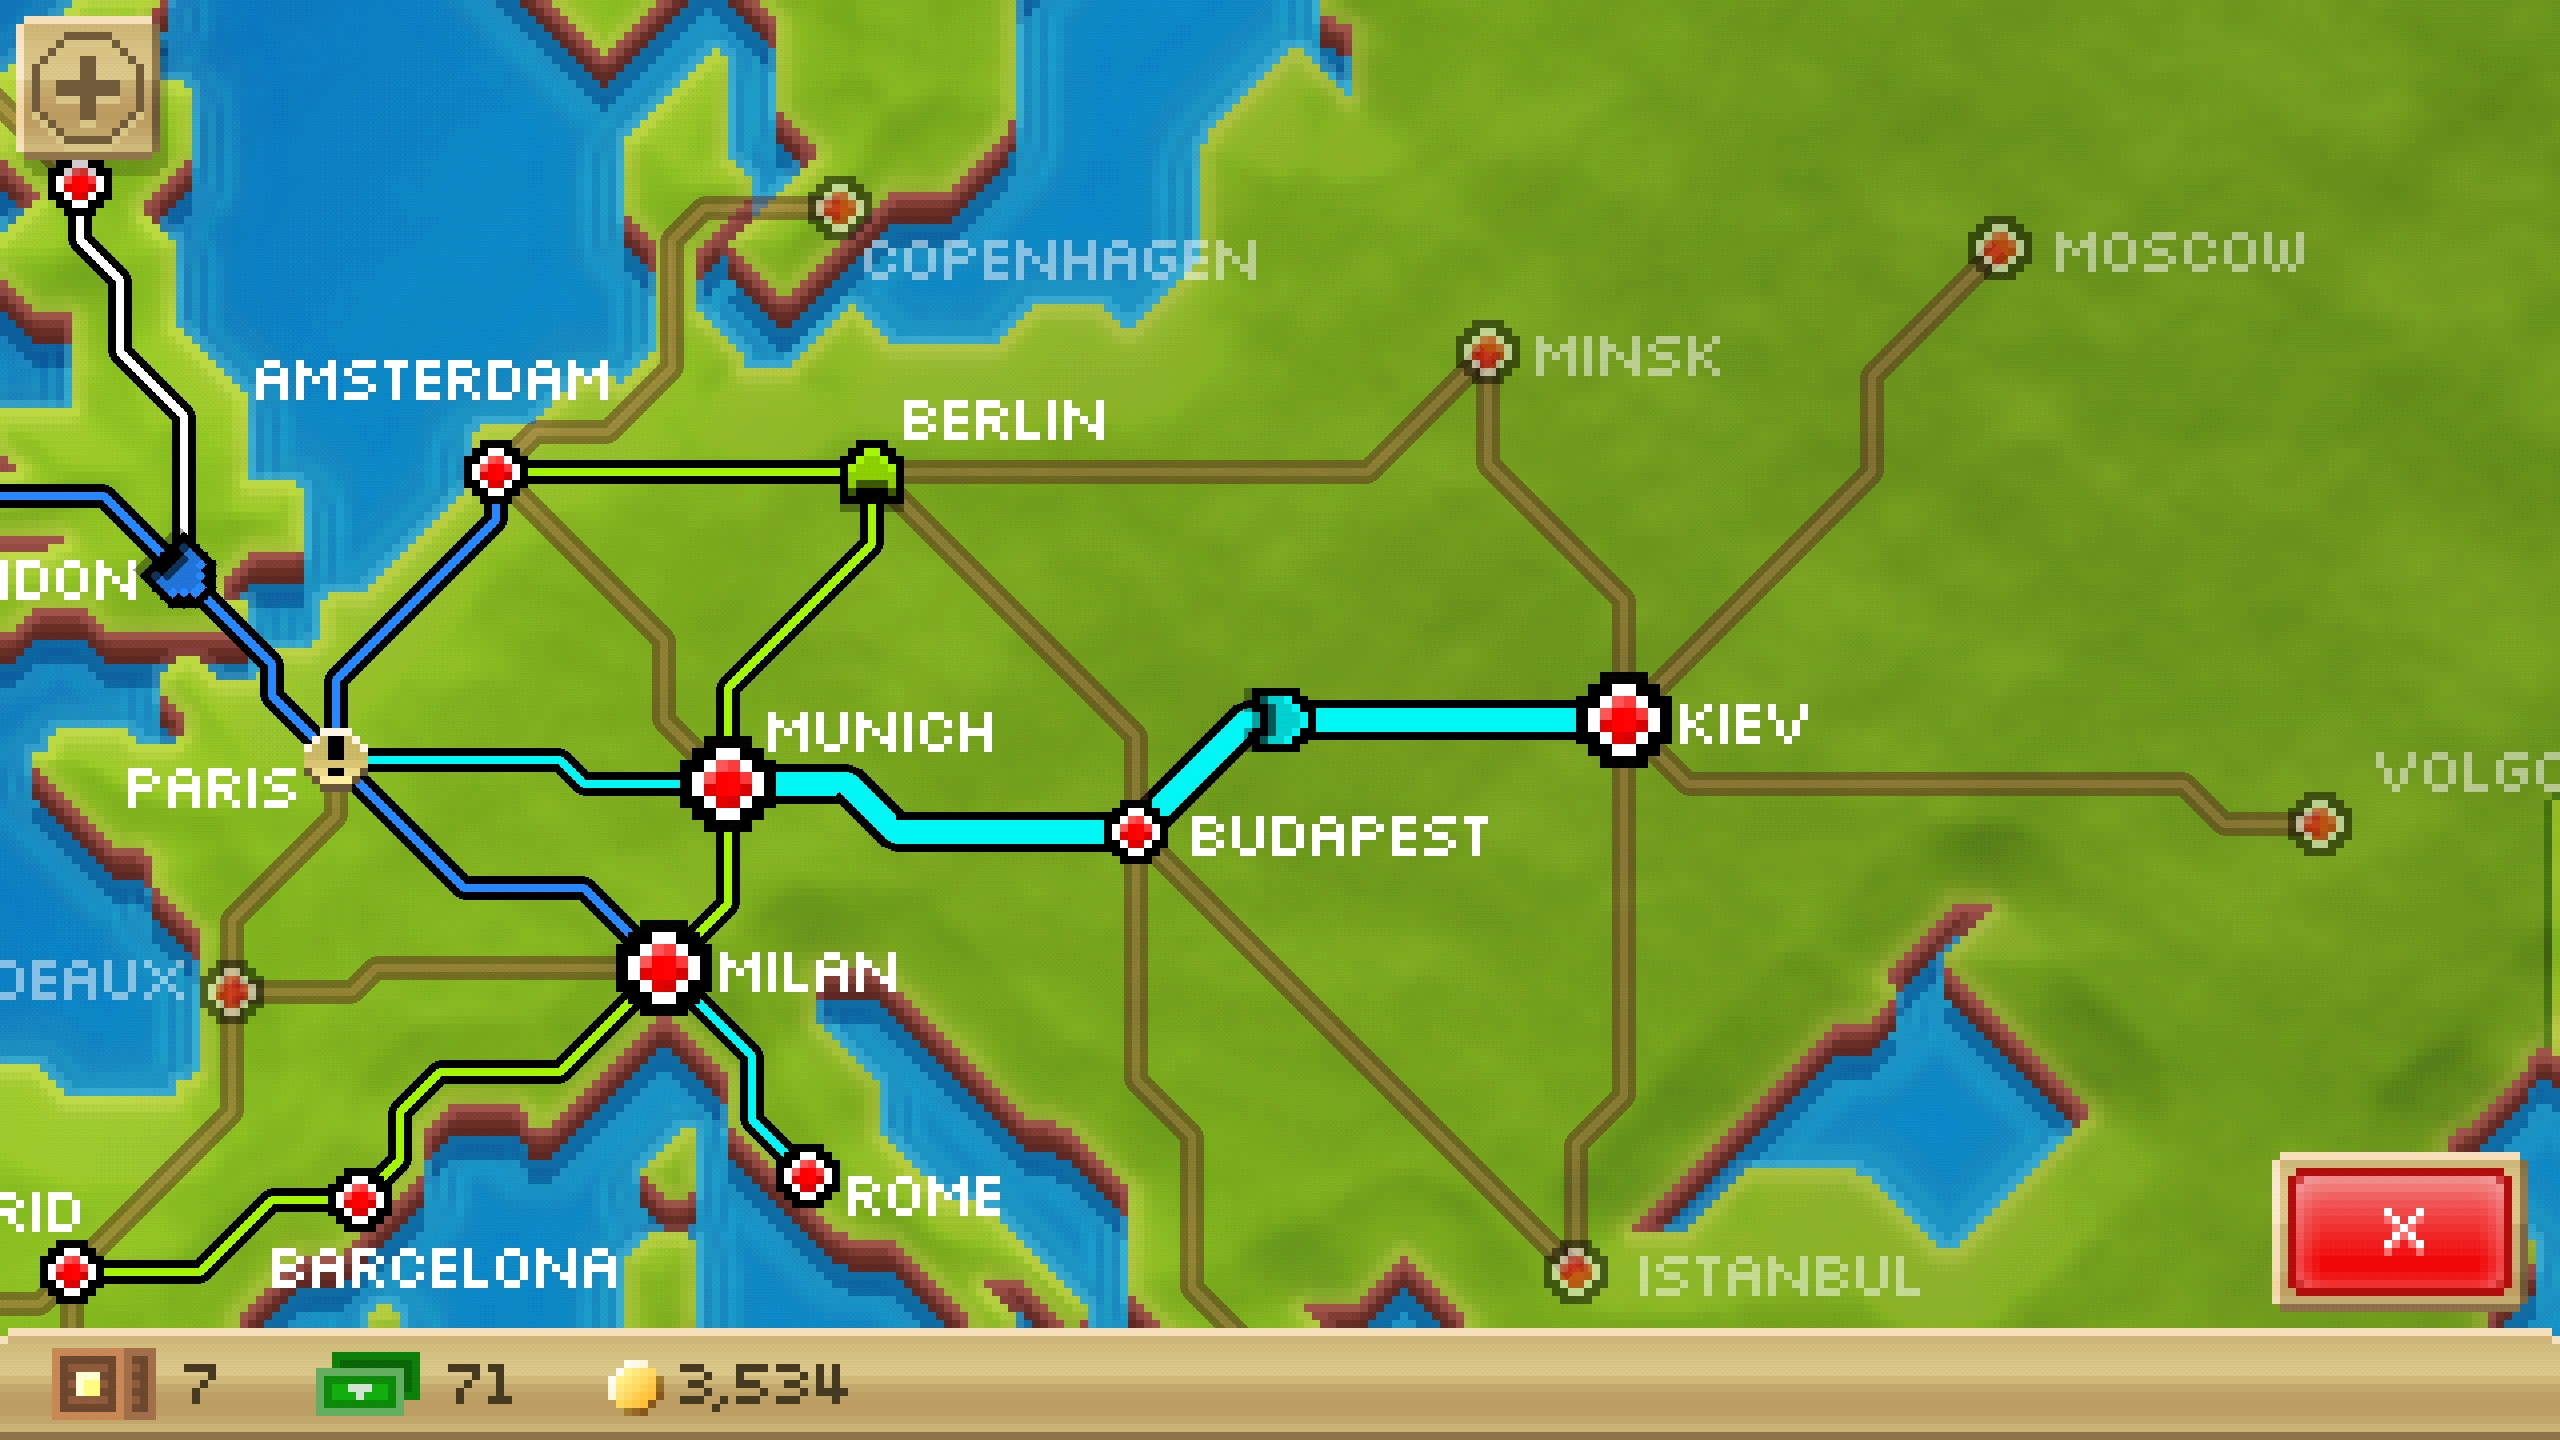 COPENHAGEN
MOSCOW
MINSK
AMSTERDAM
BERLIN
NDON
MUNICH
KIEV
VOLGO
PARIS
BUDAPEST
DEAUX
MILAN
ROME
RID
BARCELONA
ISTANBUL
X
7
71
3,534